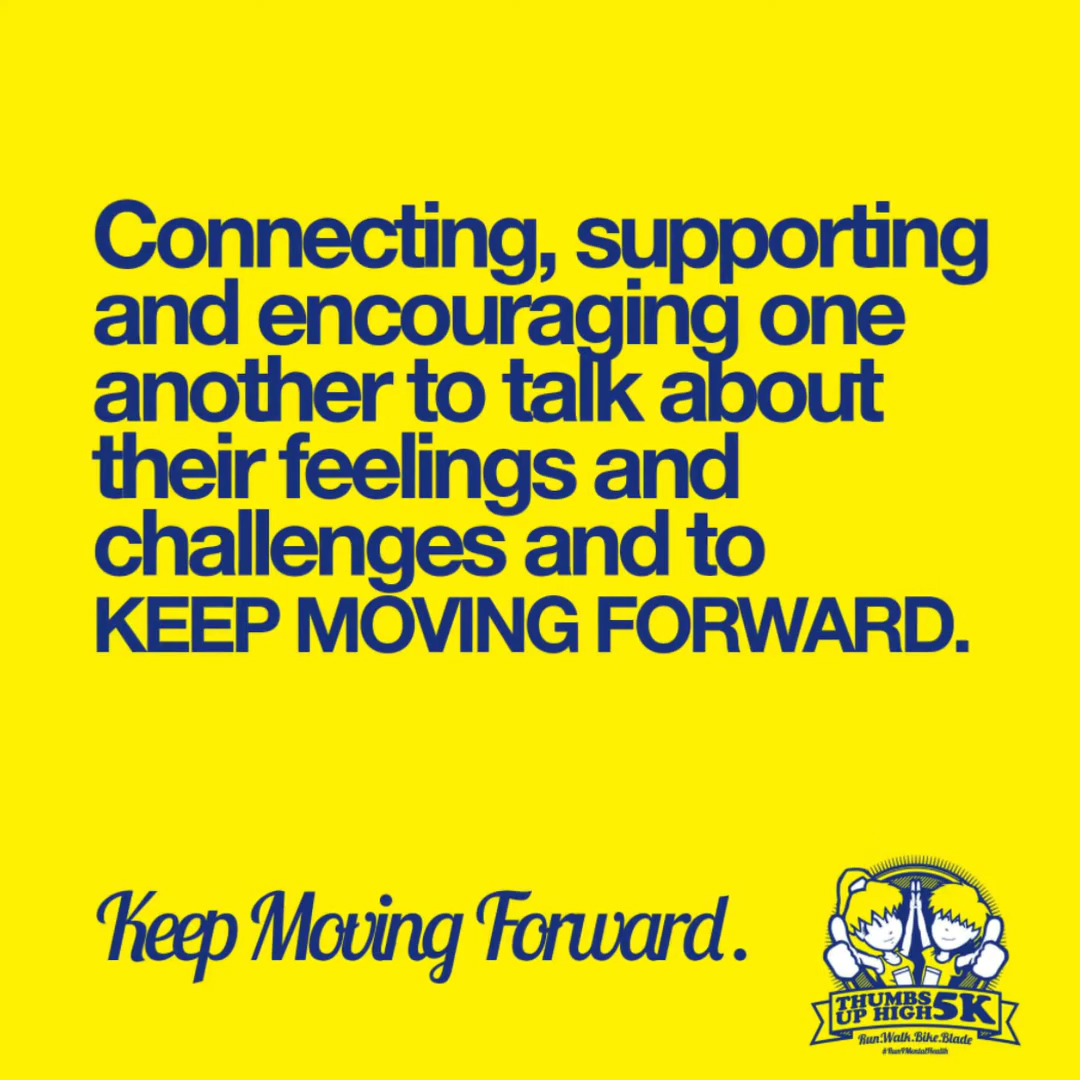 Connecting, supporting
and encouraging one
another to talk about
their feelings and
challenges and to
KEEP MOVING FORWARD.
Keep Moving Forward.
THUMBS
UP HIGH 5K
Run.Walk.Bike.Blade
#Run4MentalHealth